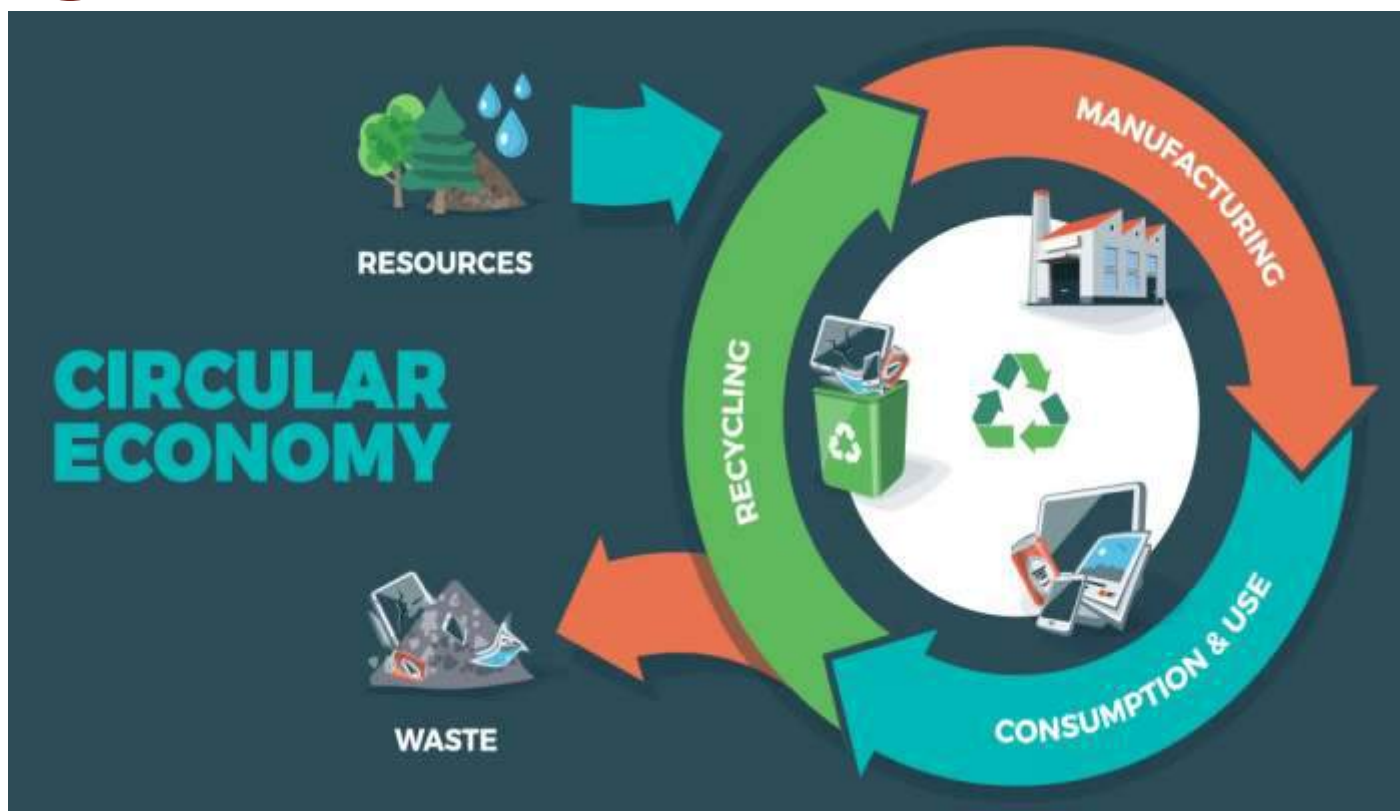 RESOURCES
MANUFACTURING
CIRCULAR
ECONOMY
RECYCLING
CONSUMPTION & USE
WASTE